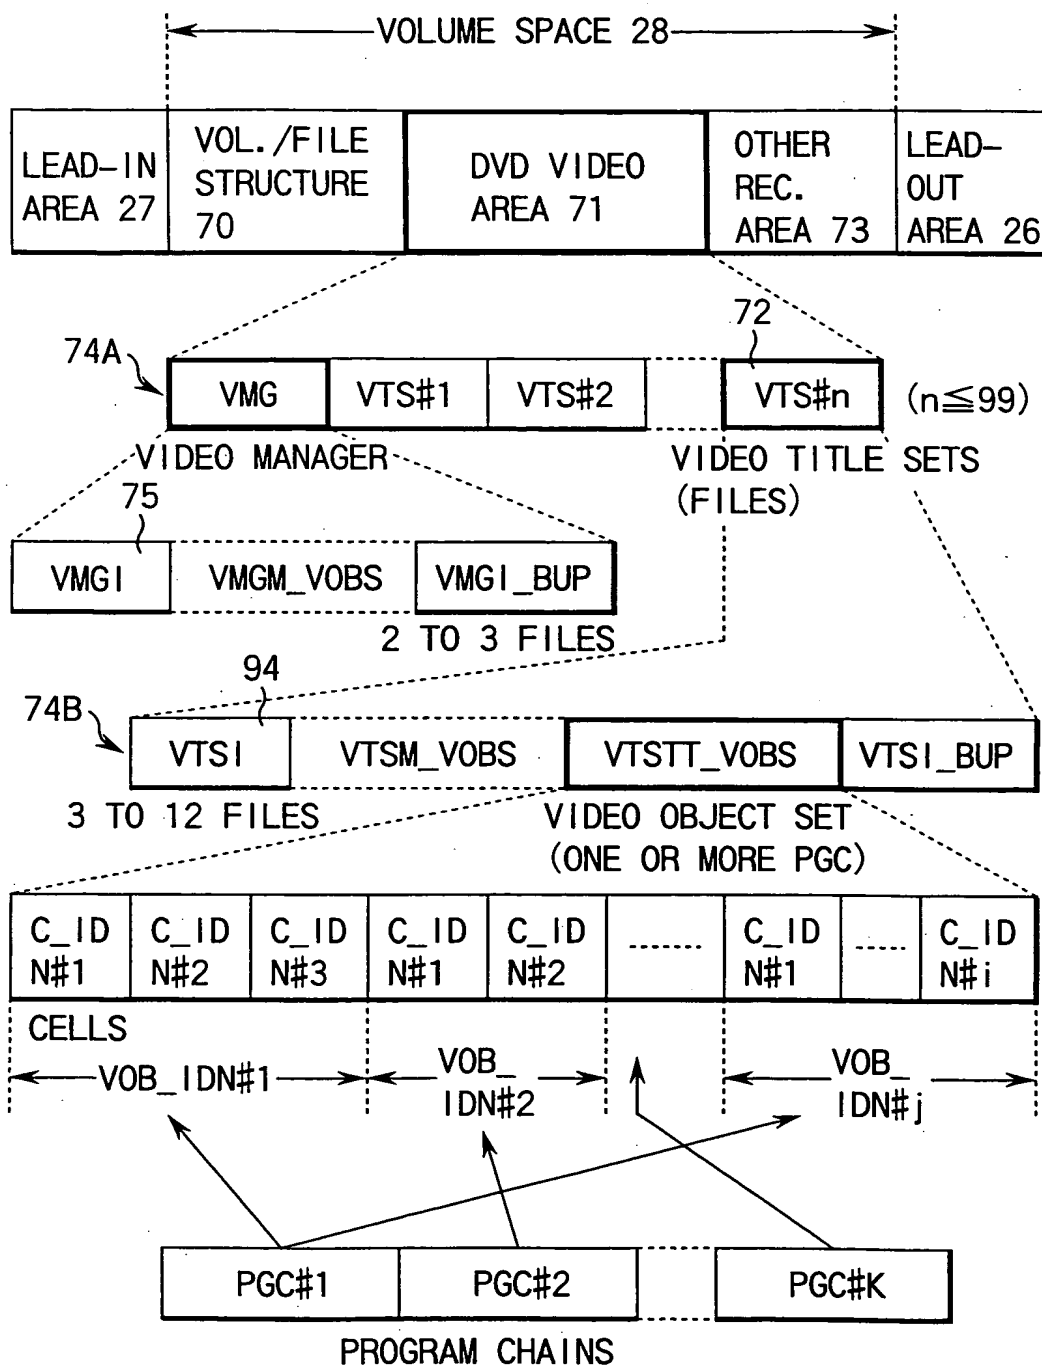 VOLUME SPACE 28
LEAD-IN
AREA 27
VOL./FILE
STRUCTURE
70
DVD VIDEO
AREA 71
OTHER
REC.
AREA 73
LEAD-
OUT
AREA 26
72
74A
VMG
VTS#1
VTS#2
VTS#n
(n≦99)
VIDEO MANAGER
VIDEO TITLE SETS
(FILES)
75
VMGI
VMGM_VOBS
VMGI_BUP
2 TO 3 FILES
94
74B
VTSI
VTSM_VOBS
VTSTT_VOBS
VTSI_BUP
3 TO 12 FILES
VIDEO OBJECT SET
(ONE OR MORE PGC)
C_ID
N#1
C_ID
N#2
C_ID
N#3
C_ID
N#1
C_ID
N#2
C_ID
N#1
C_ID
N#i
CELLS
VOB_IDN#1
VOB_
IDN#2
VOB_
IDN#j
PGC#1
PGC#2
PGC#K
PROGRAM CHAINS